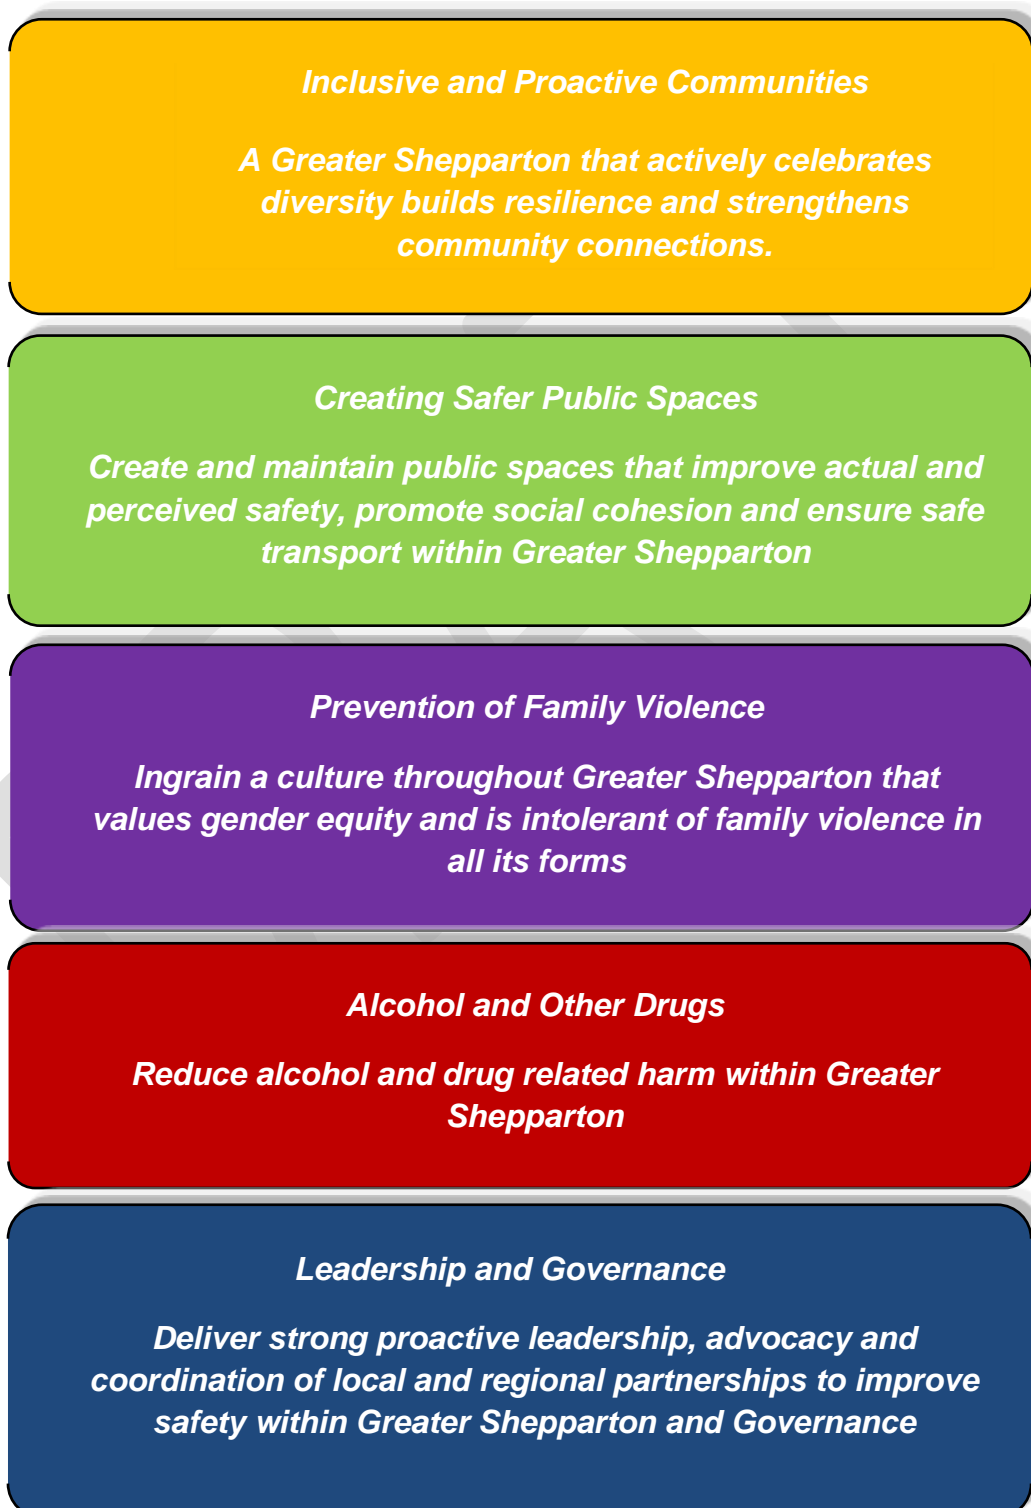 Inclusive and Proactive Communities
A Greater Shepparton that actively celebrates
diversity builds resilience and strengthens
community connections.
Creating Safer Public Spaces
Create and maintain public spaces that improve actual and
perceived safety, promote social cohesion and ensure safe
transport within Greater Shepparton
Prevention of Family Violence
Ingrain a culture throughout Greater Shepparton that
values gender equity and is intolerant of family violence in
all its forms
Alcohol and Other Drugs
Reduce alcohol and drug related harm within Greater
Shepparton
Leadership and Governance
Deliver strong proactive leadership, advocacy and
coordination of local and regional partnerships to improve
safety within Greater Shepparton and Governance